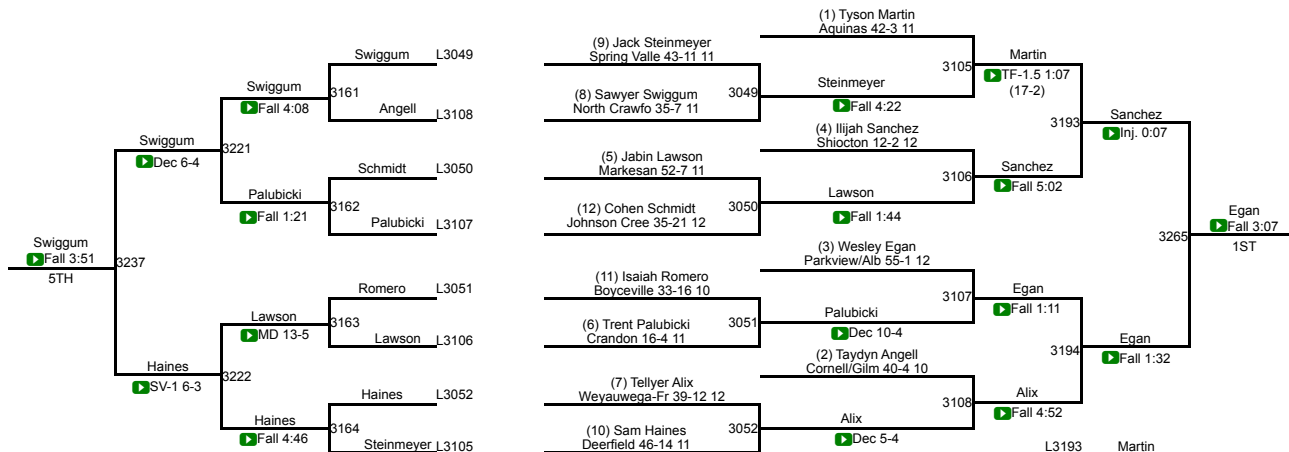 (1) Tyson Martin
Aquinas 42-3 11
Swiggum
L3049
(9) Jack Steinmeyer
Spring Valle 43-11 11
3105
Martin
TF-1.5 1:07
(17-2)
Swiggum
Fall 4:08
3161
Angell
L3108
(8) Sawyer Swiggum
North Crawfo 35-7 11
3049
Steinmeyer
Fall 4:22
3193
Sanchez
Inj. 0:07
Swiggum
Dec 6-4
3221
Schmidt
L3050
(5) Jabin Lawson
Markesan 52-7 11
(4) Ilijah Sanchez
Shiocton 12-2 12
3106
Sanchez
Fall 5:02
Palubicki
Fall 1:21
3162
Palubicki
L3107
(12) Cohen Schmidt
Johnson Cree 35-21 12
3050
Lawson
Fall 1:44
Swiggum
Fall 3:51
5TH
3237
3265
Egan
Fall 3:07
1ST
(3) Wesley Egan
Parkview/Alb 55-1 12
Romero
L3051
(11) Isaiah Romero
Boyceville 33-16 10
3107
Egan
Fall 1:11
Lawson
MD 13-5
3163
Lawson
L3106
(6) Trent Palubicki
Crandon 16-4 11
3051
Palubicki
Dec 10-4
3194
Egan
Fall 1:32
Haines
SV-1 6-3
3222
Haines
L3052
(7) Tellyer Alix
Weyauwega-Fr 39-12 12
(2) Taydyn Angell
Cornell/Gilm 40-4 10
3108
Alix
Fall 4:52
Haines
Fall 4:46
3164
Steinmeyer
L3105
(10) Sam Haines
Deerfield 46-14 11
3052
Alix
Dec 5-4
L3193
Martin